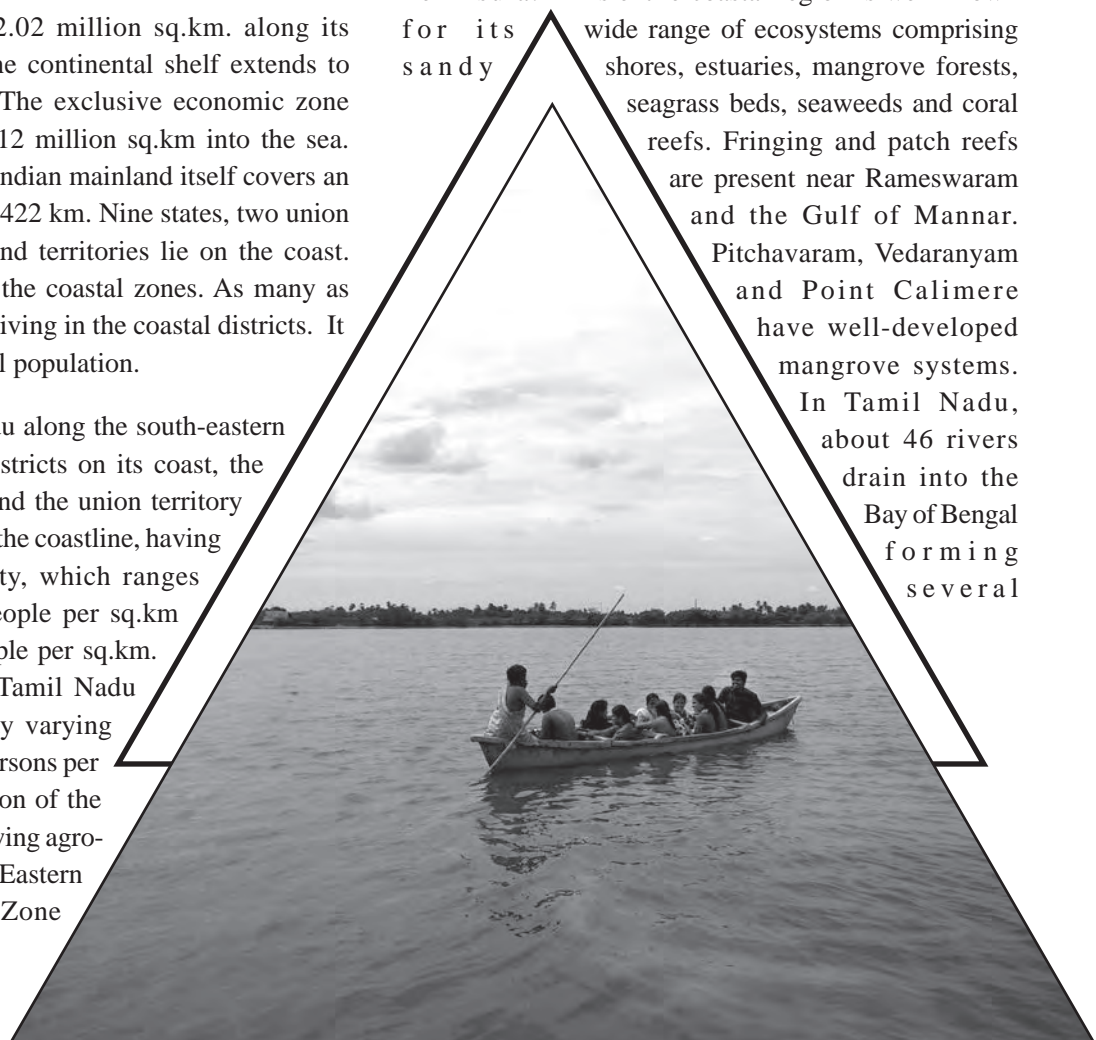 2.02 million sq.km. along its
continental shelf extends to
The exclusive economic zone
12 million sq.km into the sea.
ndian mainland itself covers an
422 km. Nine states, two union
nd territories lie on the coast.
the coastal zones. As many as
iving in the coastal districts. It
l population.
u along the south-eastern
stricts on its coast, the
nd the union territory
the coastline, having
ty, which ranges
eople per sq.km
ple per sq.km.
Tamil Nadu
y varying
rsons per
on of the
ving agro-
Eastern
Zone
for its wide range of ecosystems comprising
sandy shores, estuaries, mangrove forests,
seagrass beds, seaweeds and coral
reefs. Fringing and patch reefs
are present near Rameswaram
and the Gulf of Mannar.
Pitchavaram, Vedaranyam
and Point Calimere
have well-developed
mangrove systems.
In Tamil Nadu,
about 46 rivers
drain into the
Bay of Bengal
forming
several